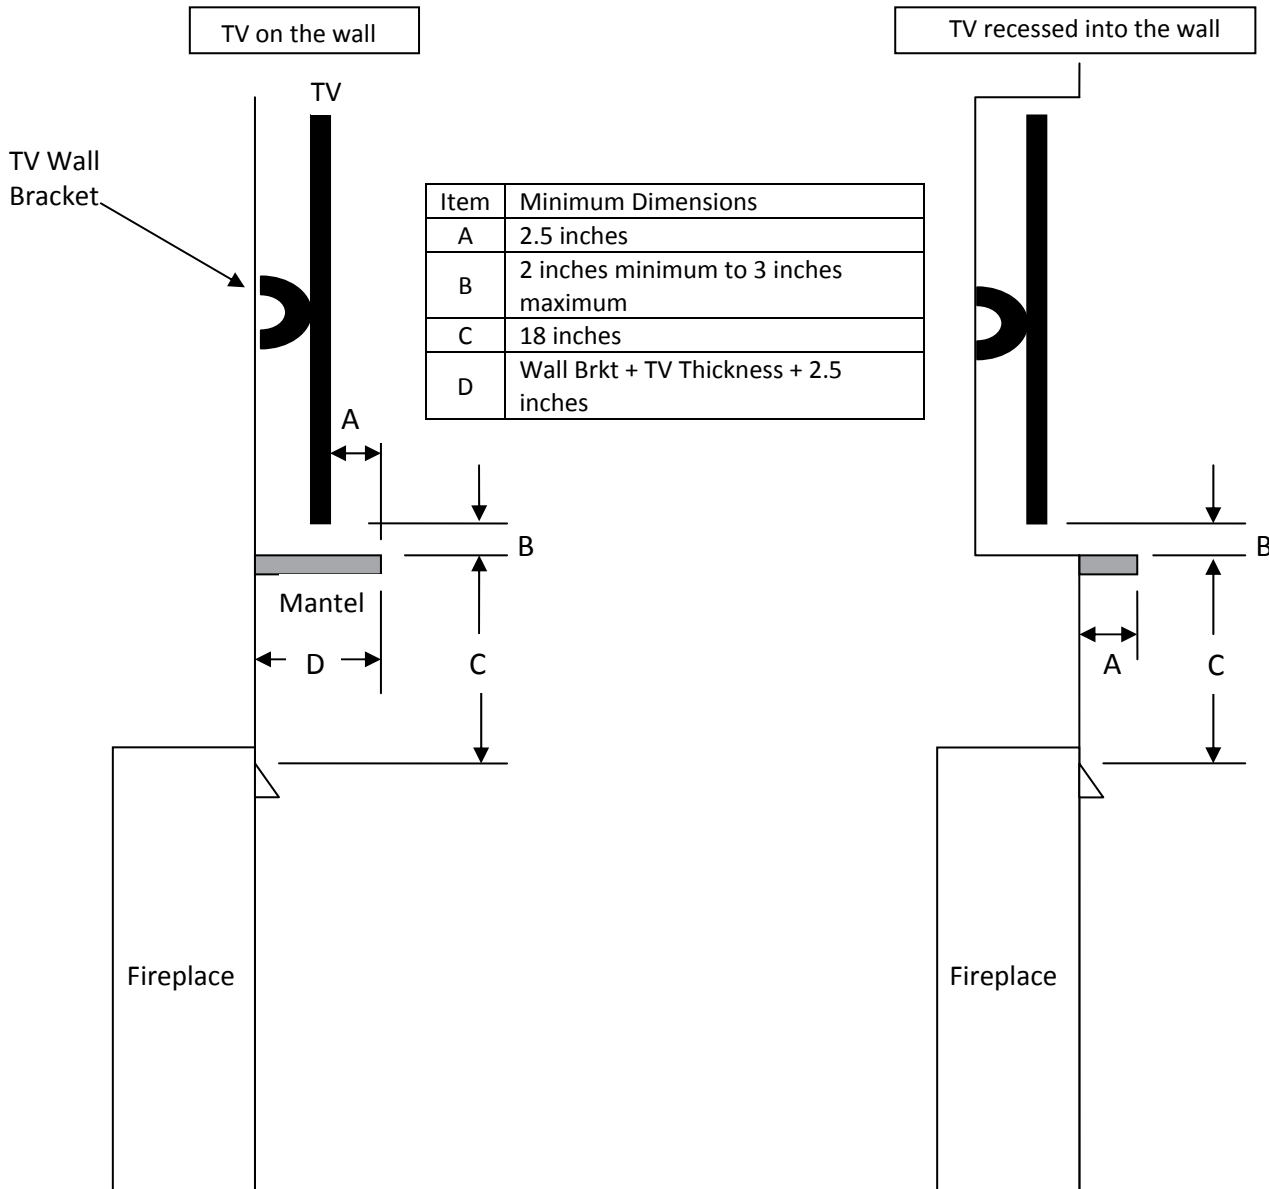 TV on the wall
TV recessed into the wall
TV
TV Wall
Bracket
Item Minimum Dimensions
A 2.5 inches
B 2 inches minimum to 3 inches
maximum
C 18 inches
D Wall Brkt + TV Thickness + 2.5
inches
A
B
Mantel
D
C
Fireplace
B
A
C
Fireplace